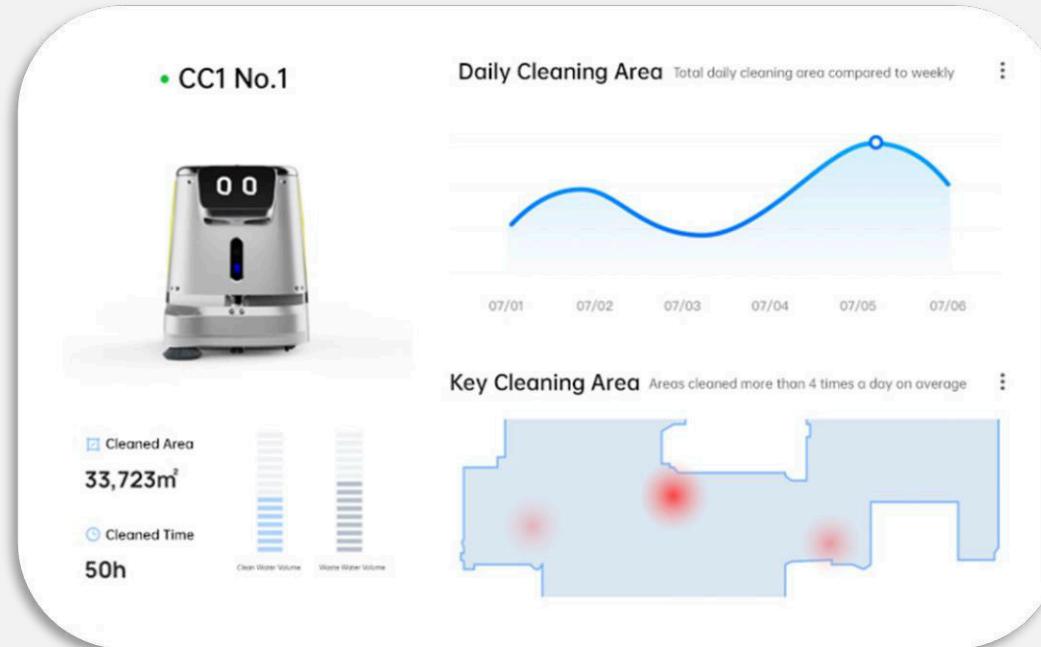 CC1 No.1
Daily Cleaning Area Total daily cleaning area compared to weekly
07/01 07/02 07/03 07/04 07/05 07/06
Key Cleaning Area Areas cleaned more than 4 times a day on average
Cleaned Area
33,723m²
Cleaned Time
50h
Clean Water Volume Waste Water Volume